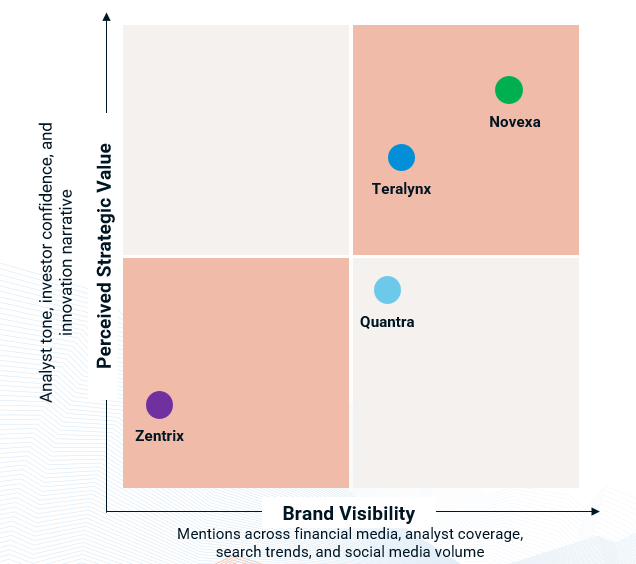 Analyst tone, investor confidence, and
innovation narrative
Perceived Strategic Value
Novexa
Teralynx
Quantra
Zentrix
Brand Visibility
Mentions across financial media, analyst coverage,
search trends, and social media volume